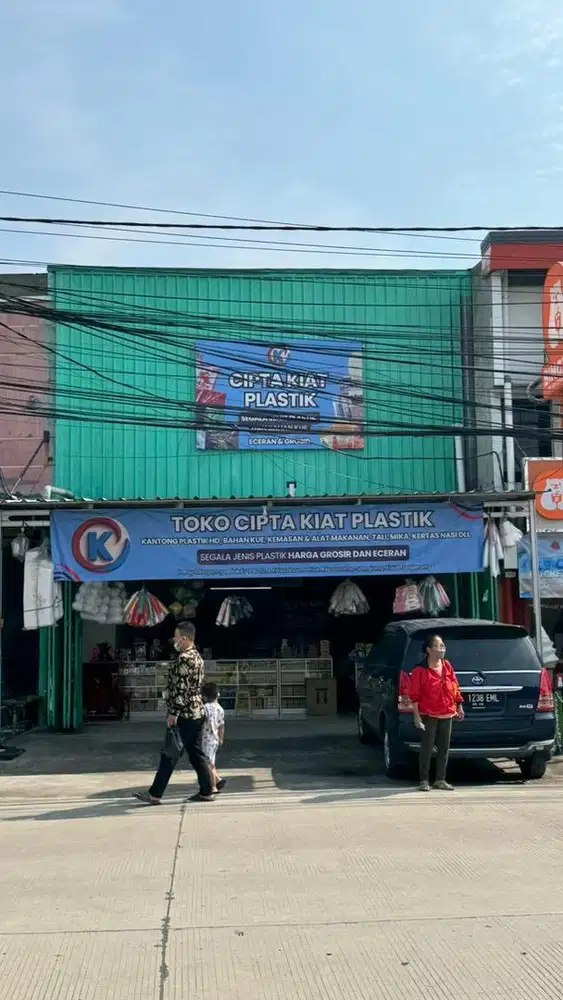 CIPTA KIAT
PLASTIK
ECERAN & GROSIR
K
TOKO CIPTA KIAT PLASTIK
KANTONG PLASTIK HD, BAHAN KUE, KEMASAN & ALAT MAKANAN, TALI, MIKA, KERTAS NASI DLL
SEGALA JENIS PLASTIK HARGA GROSIR DAN ECERAN
1238 EML